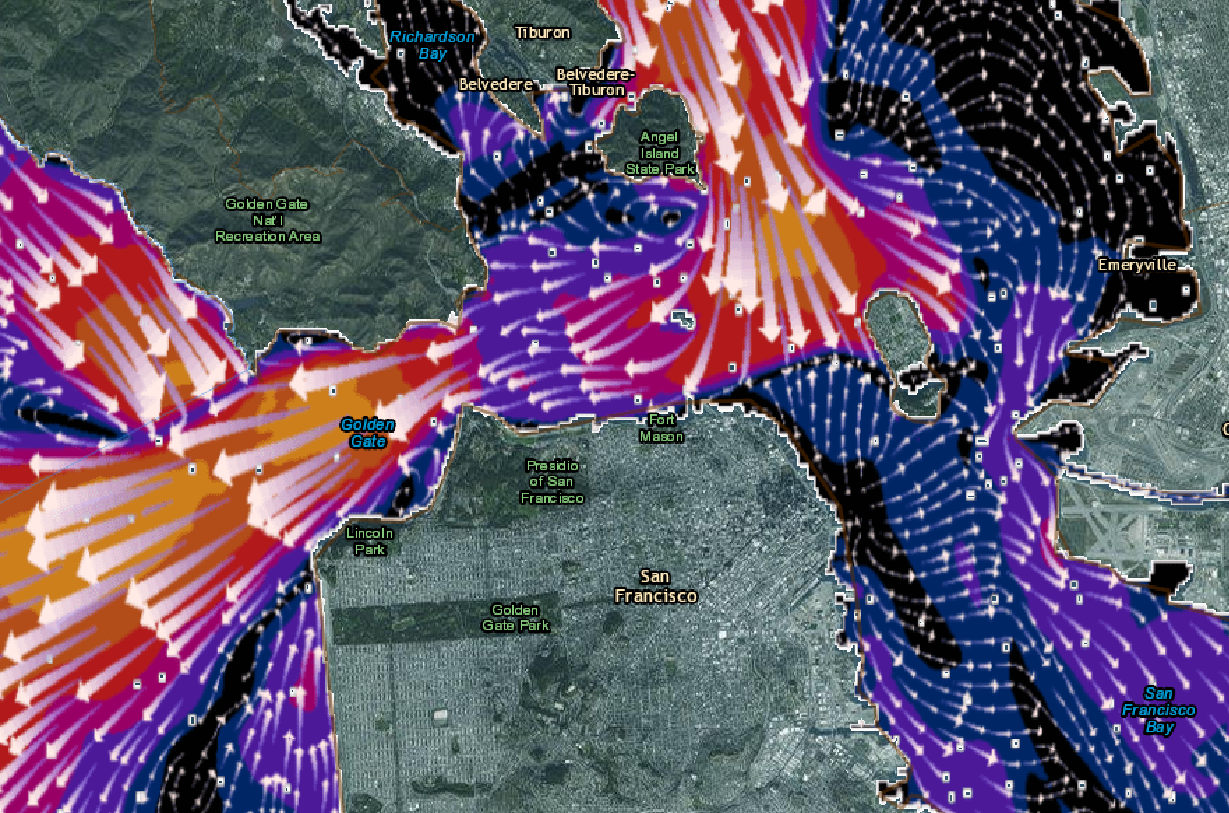 Richardson
Bay
Tiburon
Belvedere
Belvedere-
Tiburon
Angel
Island
State Park
Golden Gate
Nat'l
Recreation Area
Emeryville
Golden
Gate
Fort
Mason
Presidio
of San
Francisco
Lincoln
Park
San
Francisco
Golden
Gate Park
San
Francisco
Bay